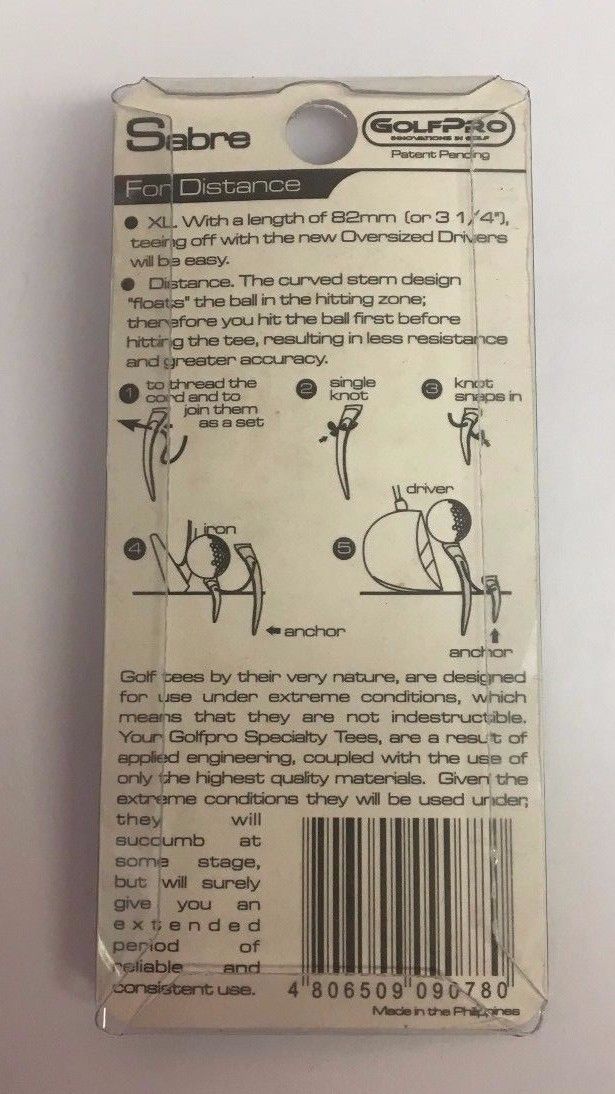 Sabre
GOLFPRO
INNOVATIONS IN GOLF
Patent Pending
For Distance
● XL. With a length of 82mm (or 3 1/4"),
teeing off with the new Oversized Drivers
will be easy.
● Distance. The curved stem design
"floats" the ball in the hitting zone;
therefore you hit the ball first before
hitting the tee, resulting in less resistance
and greater accuracy.
1 to thread the
cord and to
join them
as a set
2 single
knot
3 knot
snaps in
4 iron
anchor
5 driver
anchor
Golf tees by their very nature, are designed
for use under extreme conditions, which
means that they are not indestructible.
Your Golfpro Specialty Tees, are a result of
applied engineering, coupled with the use of
only the highest quality materials. Given the
extreme conditions they will be used under;
they will
succumb at
some stage,
but will surely
give you an
extended
period of
reliable and
consistent use.
4 806509 090780
Made in the Philippines